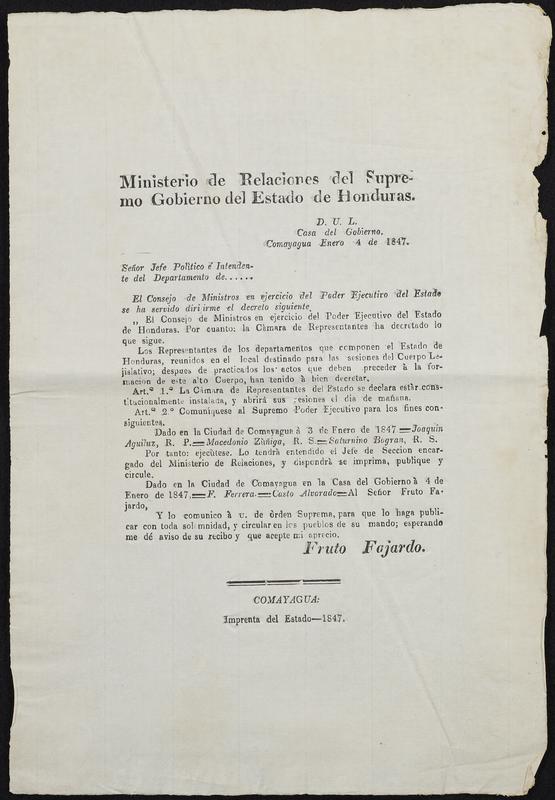 Ministerio de Relaciones del Supre-
mo Gobierno del Estado de Honduras.
D. U. L.
Casa del Gobierno.
Comayagua Enero 4 de 1847.
Señor Jefe Político é Intenden-
te del Departamento de......
El Consejo de Ministros en ejercicio del Poder Ejecutivo del Estado
se ha servido dirijirme el decreto siguiente
„ El Consejo de Ministros en ejercicio del Poder Ejecutivo del Estado
de Honduras. Por cuanto: la Càmara de Representantes ha decretado lo
que sigue.
Los Representantes de los departamentos que componen el Estado de
Honduras, reunidos en el local destinado para las sesiones del Cuerpo Le-
jislativo; despues de practicados los actos que deben preceder à la for-
macion de este alto Cuerpo, han tenido à bien decretar.
Art.º 1.º La Càmara de Representantes del Estado se declara estàr cons-
titucionalmente instalada, y abrirá sus sesiones el dia de mañana.
Art.º 2º Comuníquese al Supremo Poder Ejecutivo para los fines con-
siguientes.
Dado en la Ciudad de Comayagua à 3 de Enero de 1847=Joaquin
Aguiluz, R. P.=Macedonio Zùñiga, R. S.=Saturnino Bogran, R. S.
Por tanto: ejecùtese. Lo tendrà entendido el Jefe de Seccion encar-
gado del Ministerio de Relaciones, y dispondrà se imprima, publique y
circule.
Dado en la Ciudad de Comayagua en la Casa del Gobierno à 4 de
Enero de 1847.=F. Ferrera.=Casto Alvarado=Al Señor Fruto Fa-
jardo,
Y lo comunico à u. de òrden Suprema, para que lo haga publi-
car con toda solemnidad, y circular en los pueblos de su mando; esperando
me dé aviso de su recibo y que acepte mi aprecio.
Fruto Fajardo.
COMAYAGUA:
Imprenta del Estado—1847.